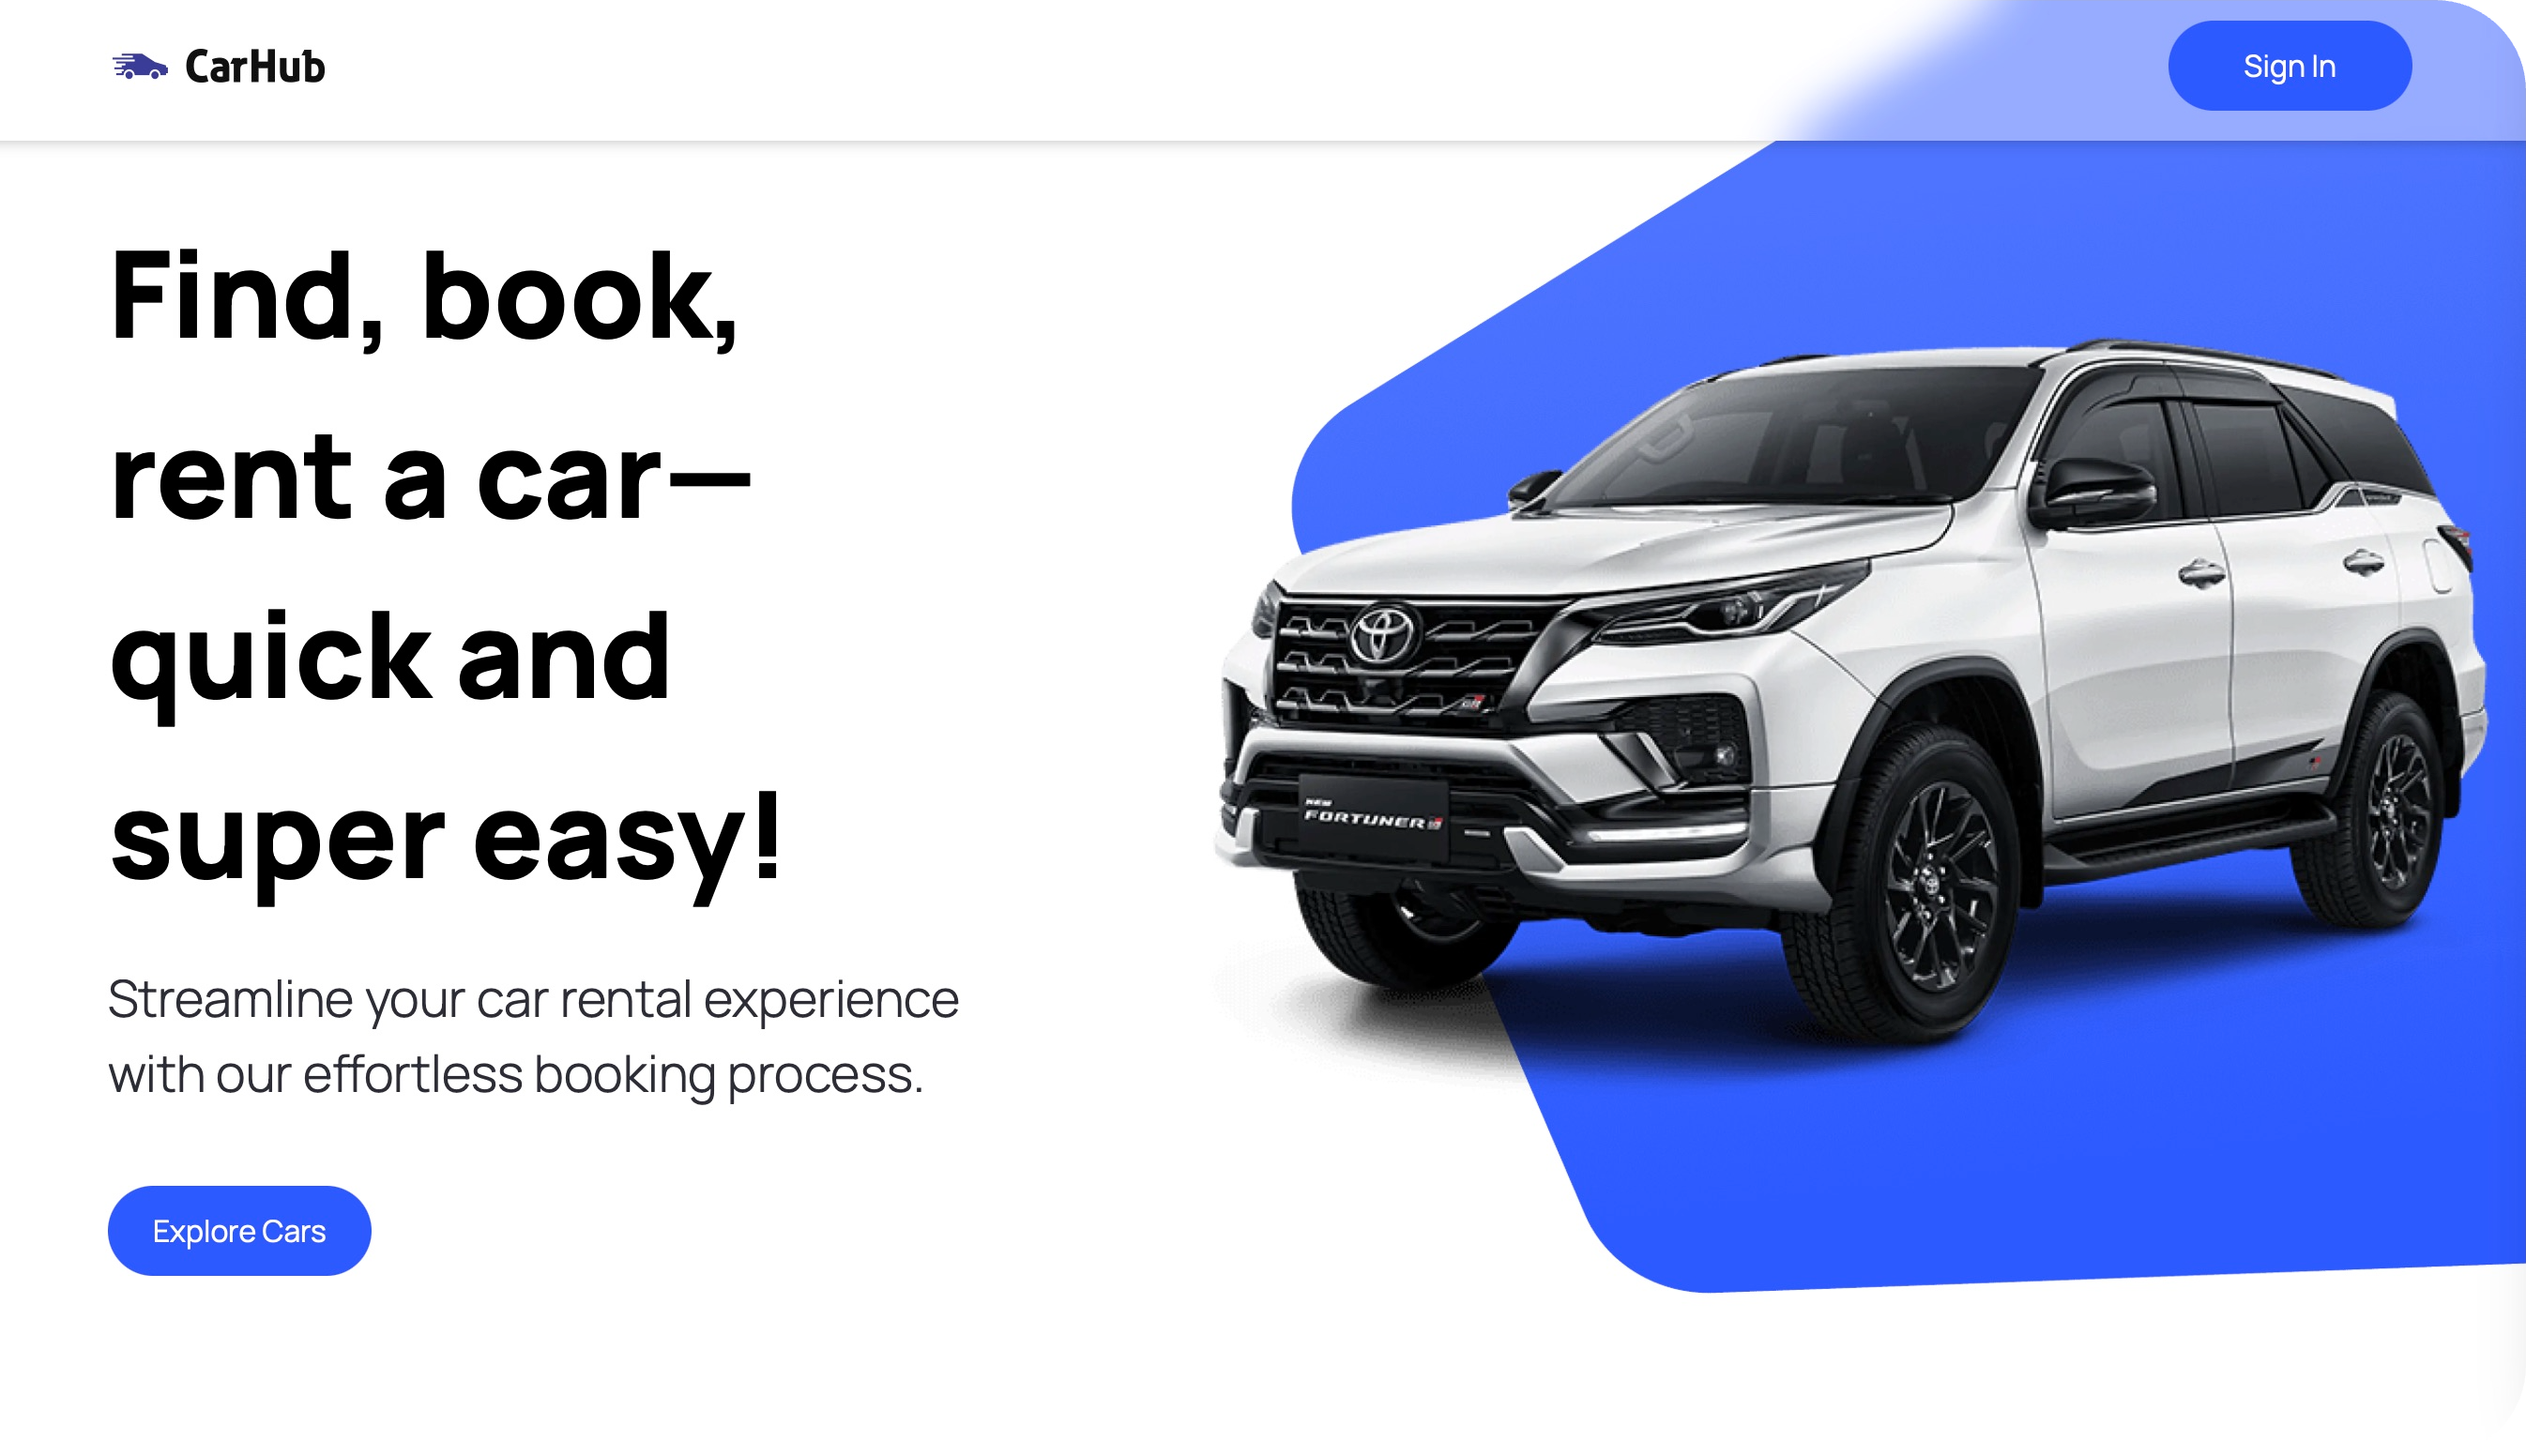 CarHub
Sign In
Find, book,
rent a car—
quick and
super easy!
NEW
FORTUNER
Streamline your car rental experience
with our effortless booking process.
Explore Cars